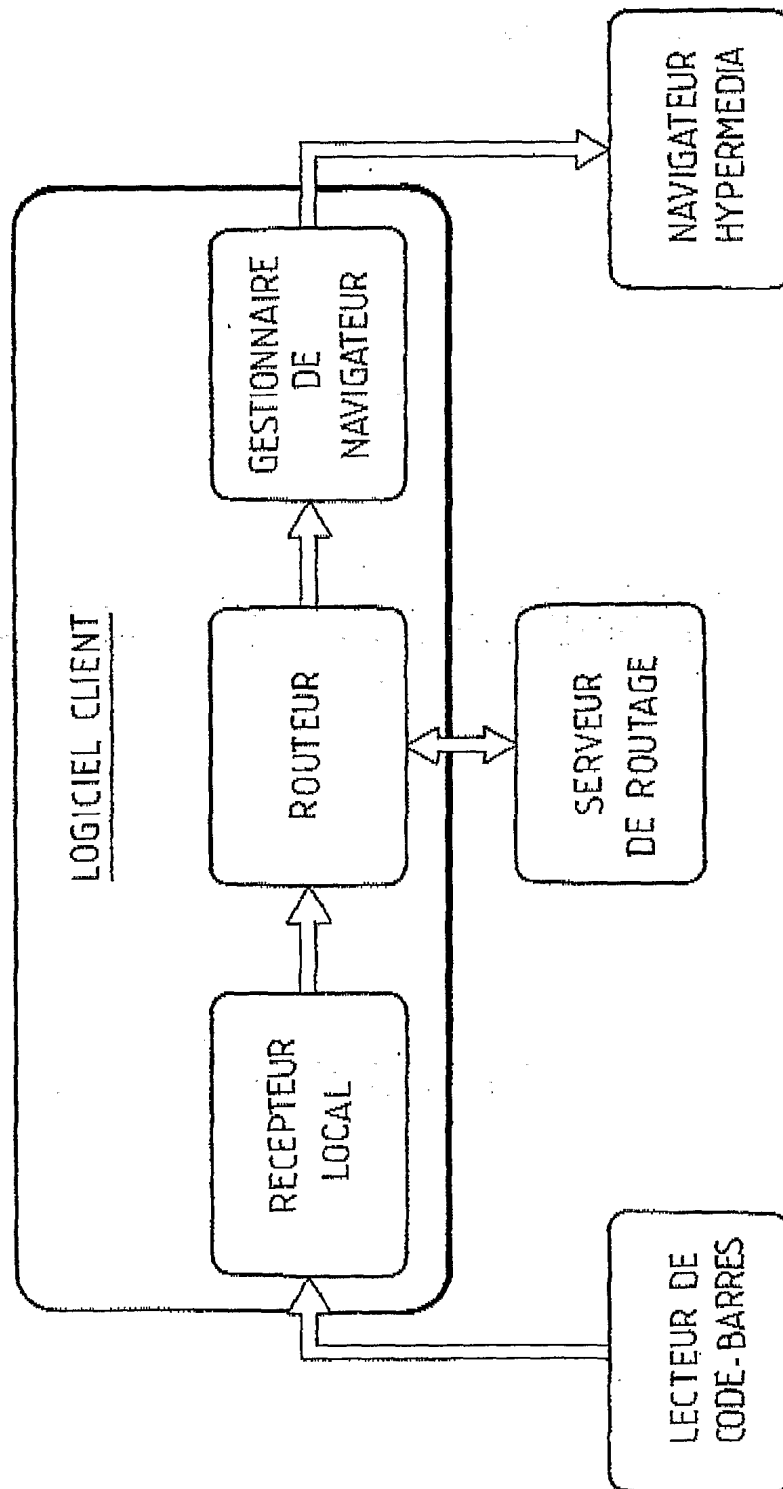 LOGICIEL CLIENT
RECEPTEUR
LOCAL
ROUTEUR
GESTIONNAIRE
DE
NAVIGATEUR
LECTEUR DE
CODE-BARRES
SERVEUR
DE ROUTAGE
NAVIGATEUR
HYPERMEDIA